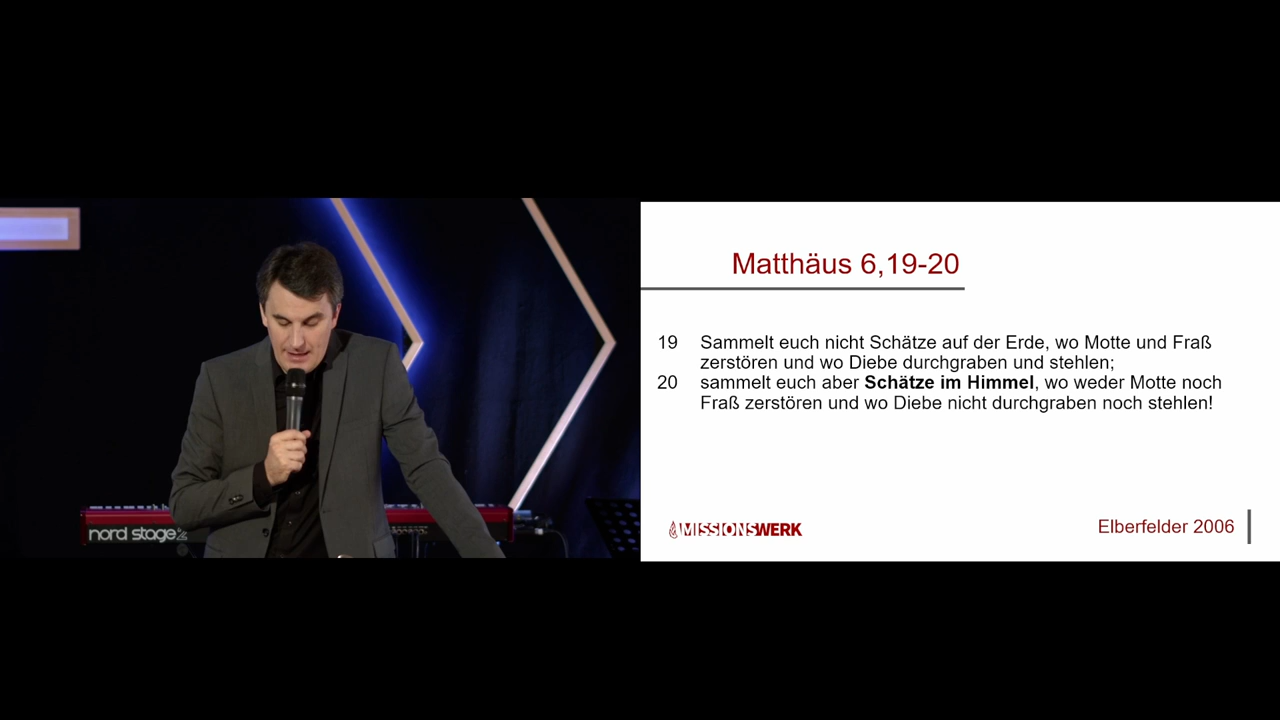 Matthäus 6,19-20
19 Sammelt euch nicht Schätze auf der Erde, wo Motte und Fraß
zerstören und wo Diebe durchgraben und stehlen;
20 sammelt euch aber Schätze im Himmel, wo weder Motte noch
Fraß zerstören und wo Diebe nicht durchgraben noch stehlen!
nord stage 2
MISSIONSWERK
Elberfelder 2006